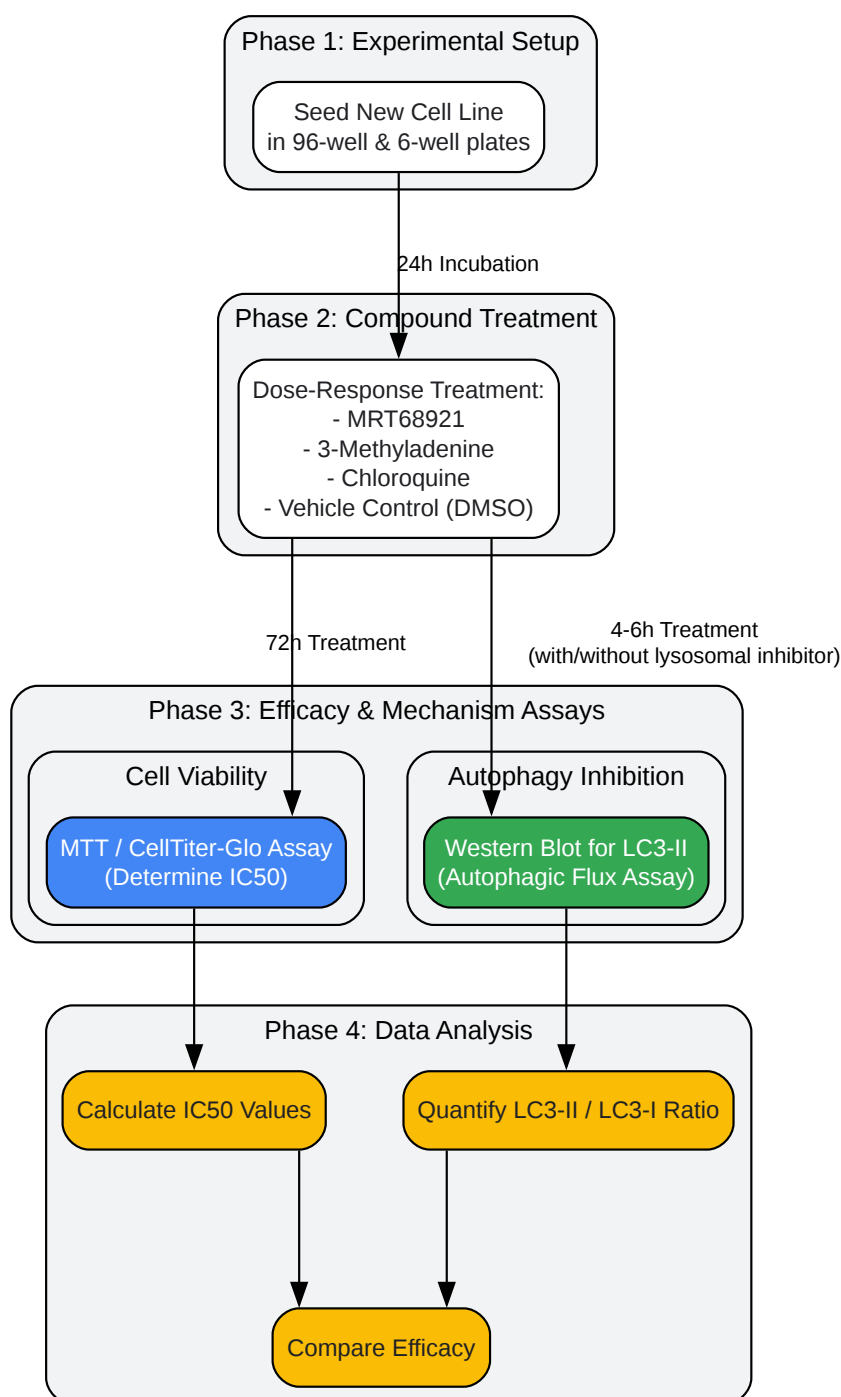 Phase 1: Experimental Setup
Seed New Cell Line
in 96-well & 6-well plates
24h Incubation
Phase 2: Compound Treatment
Dose-Response Treatment:
- MRT68921
- 3-Methyladenine
- Chloroquine
- Vehicle Control (DMSO)
72h Treatment
4-6h Treatment
(with/without lysosomal inhibitor)
Phase 3: Efficacy & Mechanism Assays
Cell Viability
MTT / CellTiter-Glo Assay
(Determine IC50)
Autophagy Inhibition
Western Blot for LC3-II
(Autophagic Flux Assay)
Phase 4: Data Analysis
Calculate IC50 Values
Quantify LC3-II / LC3-I Ratio
Compare Efficacy